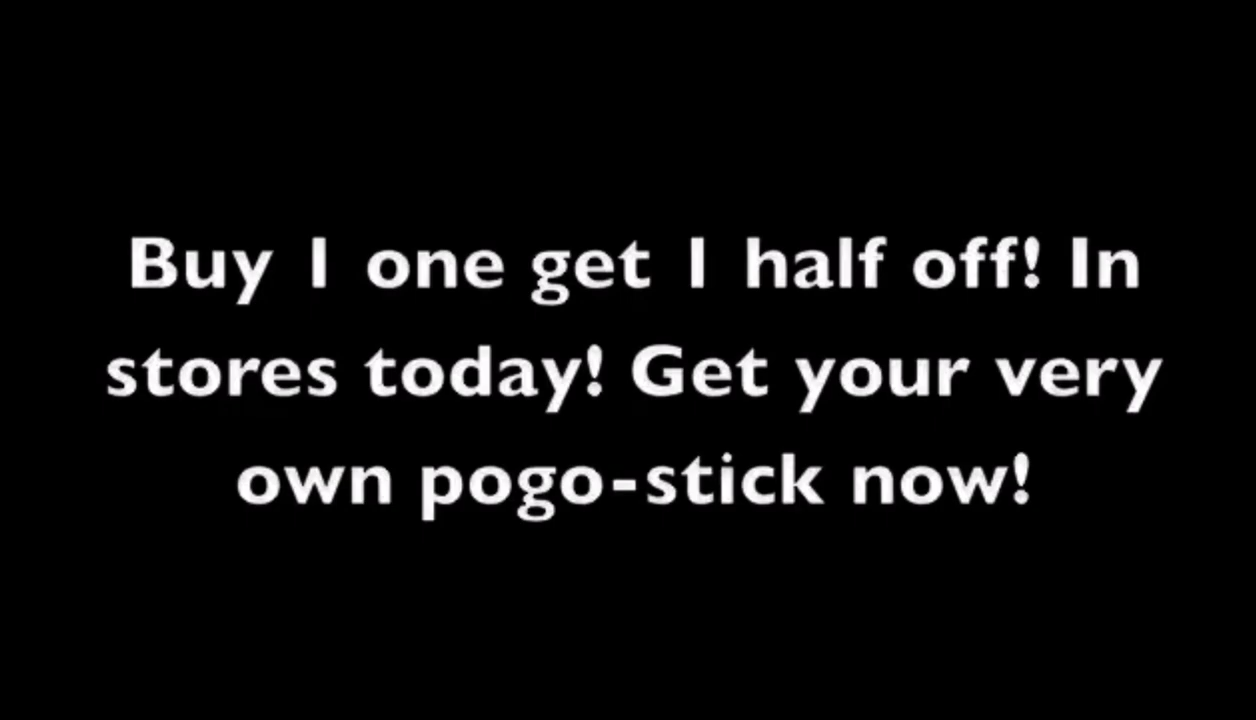 Buy 1 one get 1 half off! In
stores today! Get your very
own pogo-stick now!